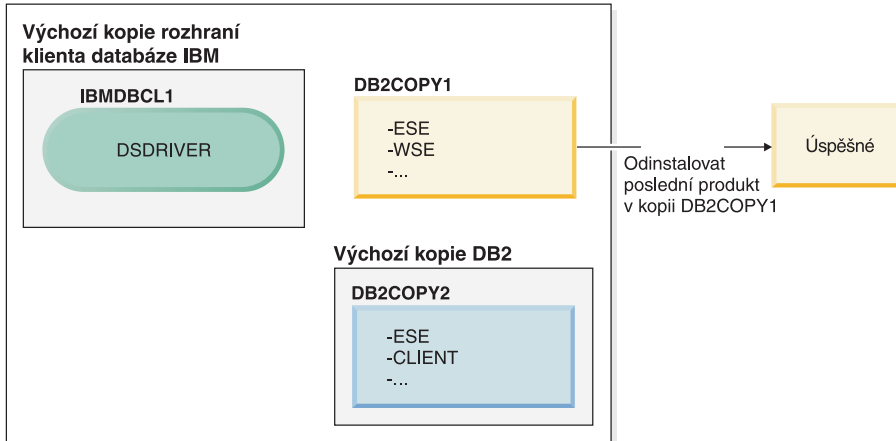 Výchozí kopie rozhraní
klienta databáze IBM
IBMDBCL1
DSDRIVER
DB2COPY1
-ESE
-WSE
-...
Odinstalovat
poslední produkt
v kopii DB2COPY1
Úspěšné
Výchozí kopie DB2
DB2COPY2
-ESE
-CLIENT
-...